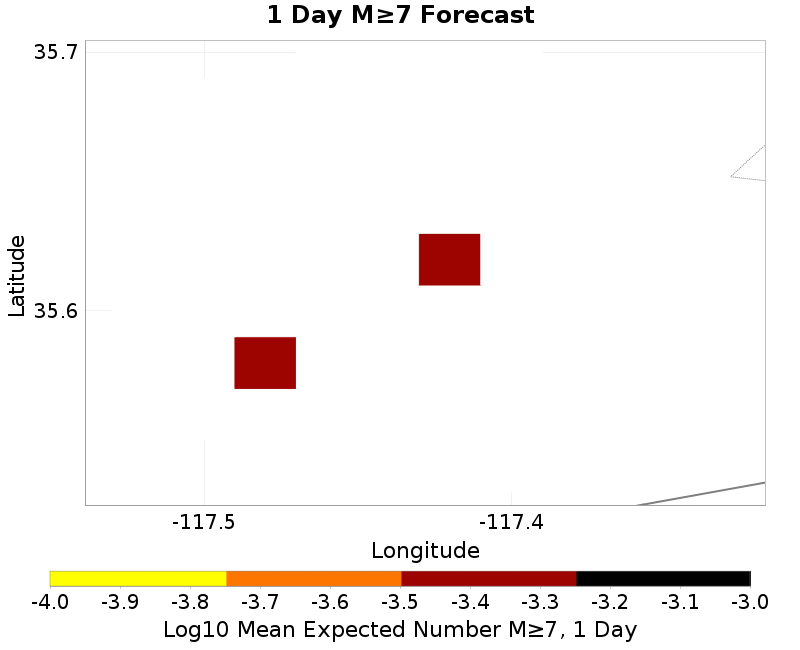 1 Day M≥7 Forecast
35.7
35.6
Latitude
-117.5 -117.4
Longitude
-4.0 -3.9 -3.8 -3.7 -3.6 -3.5 -3.4 -3.3 -3.2 -3.1 -3.0
Log10 Mean Expected Number M≥7, 1 Day